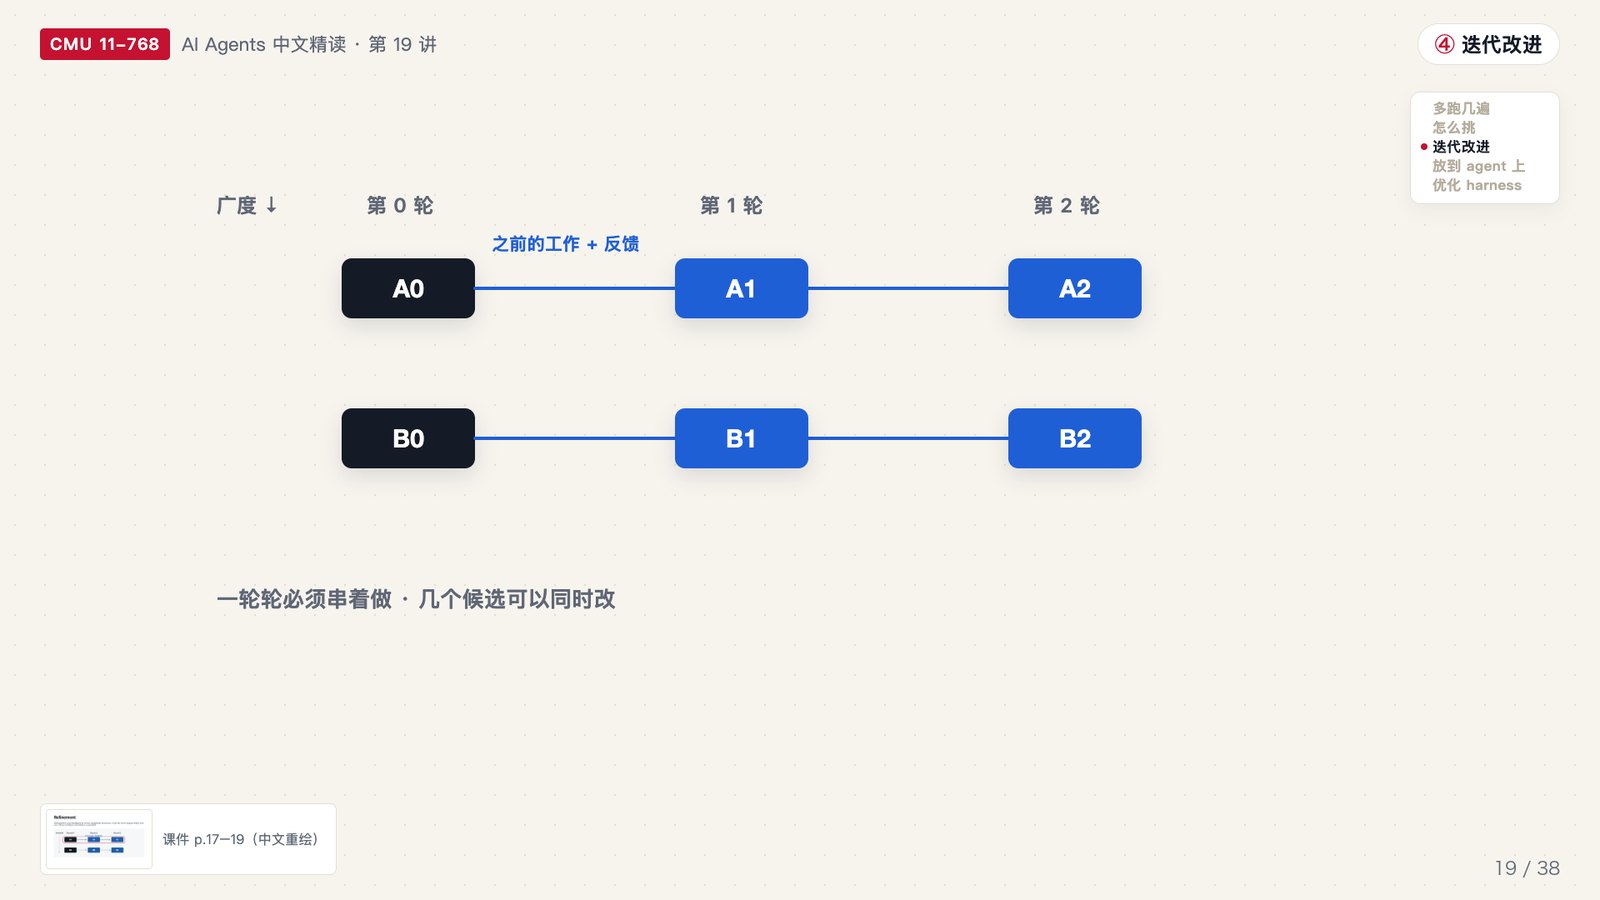 CMU 11-768 AI Agents 中文精读 · 第 19 讲
④ 迭代改进
多跑几遍
怎么挑
迭代改进
放到 agent 上
优化 harness
广度 ↓ 第 0 轮 第 1 轮 第 2 轮
之前的工作 + 反馈
A0 A1 A2
B0 B1 B2
一轮轮必须串着做 · 几个候选可以同时改
Refinement
课件 p.17–19（中文重绘）
19 / 38